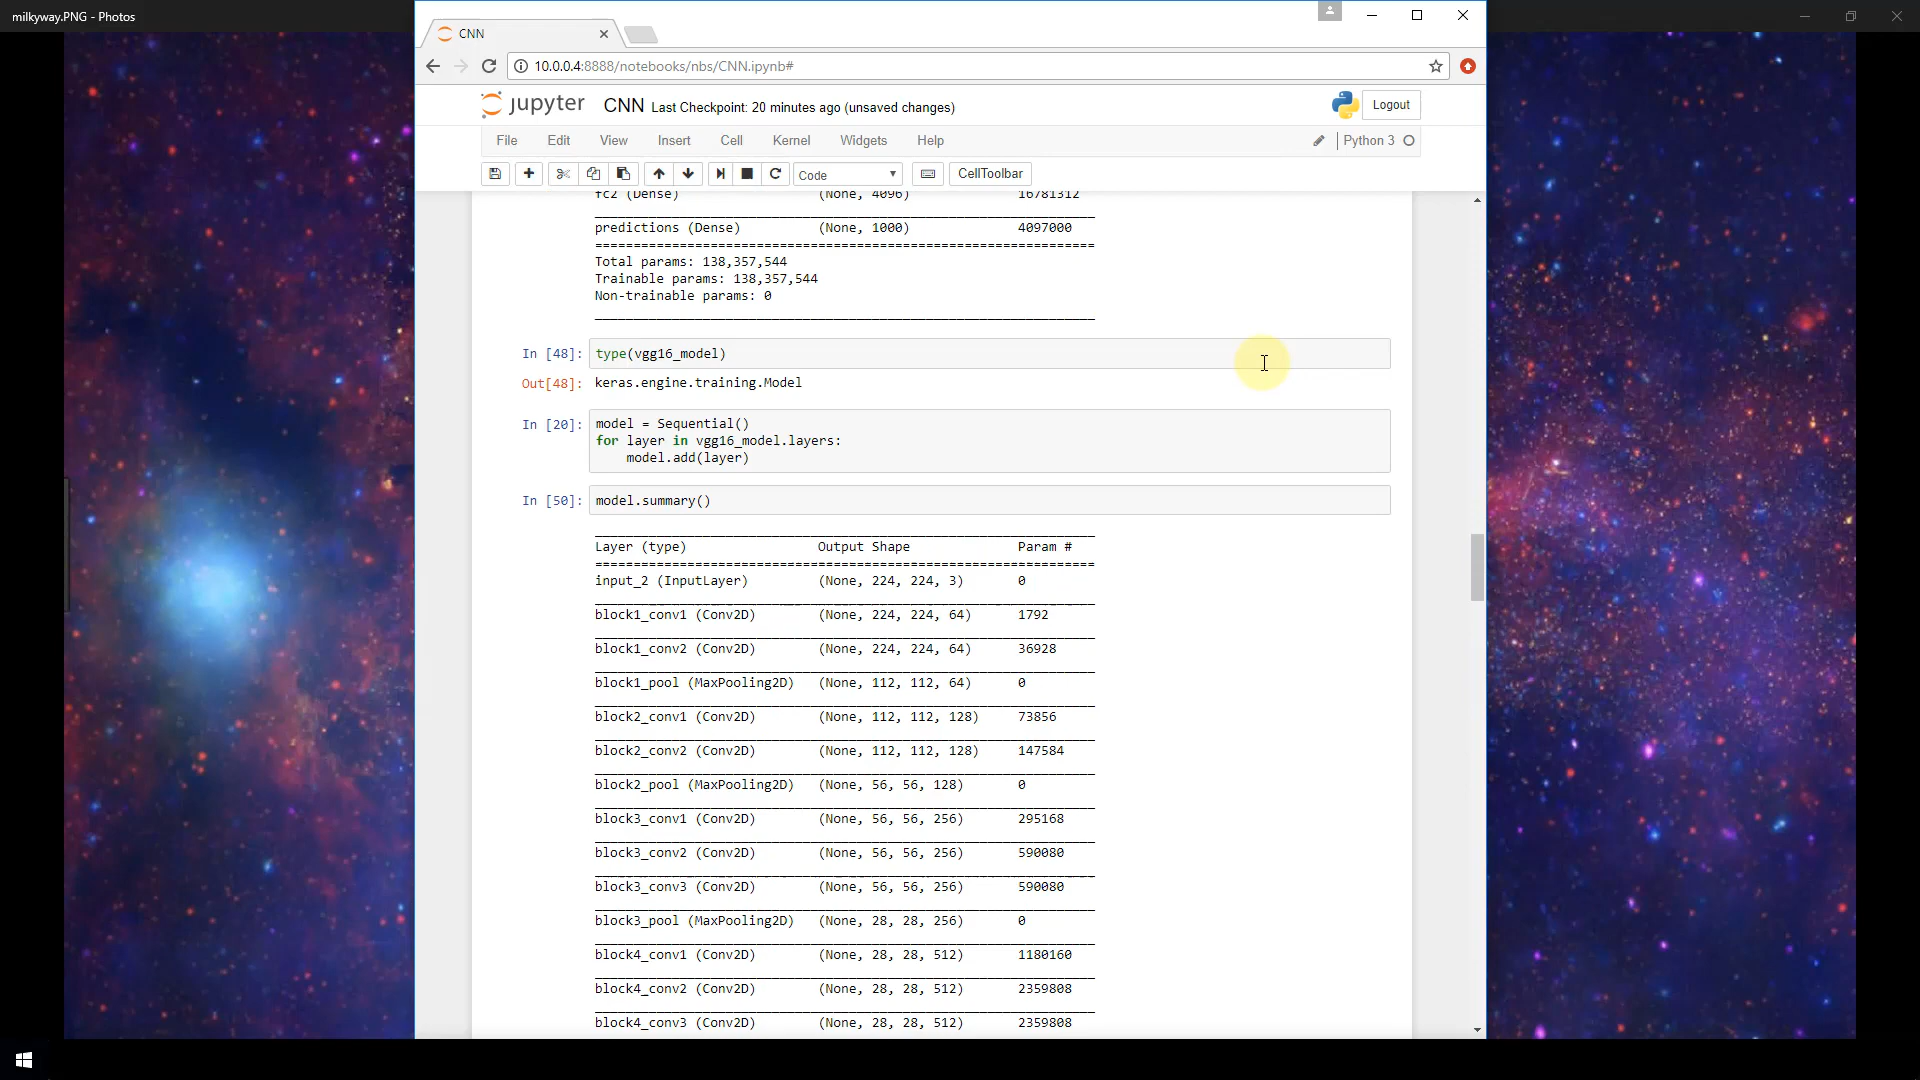 milkyway.PNG - Photos
CNN
10.0.0.4:8888/notebooks/nbs/CNN.ipynb#
jupyter CNN Last Checkpoint: 20 minutes ago (unsaved changes) Logout
File Edit View Insert Cell Kernel Widgets Help Python 3
Code CellToolbar
fc2 (Dense) (None, 4096) 16781312
predictions (Dense) (None, 1000) 4097000
Total params: 138,357,544
Trainable params: 138,357,544
Non-trainable params: 0
In [48]: type(vgg16_model)
Out[48]: keras.engine.training.Model
In [20]: model = Sequential()
for layer in vgg16_model.layers:
model.add(layer)
In [50]: model.summary()
Layer (type) Output Shape Param #
input_2 (InputLayer) (None, 224, 224, 3) 0
block1_conv1 (Conv2D) (None, 224, 224, 64) 1792
block1_conv2 (Conv2D) (None, 224, 224, 64) 36928
block1_pool (MaxPooling2D) (None, 112, 112, 64) 0
block2_conv1 (Conv2D) (None, 112, 112, 128) 73856
block2_conv2 (Conv2D) (None, 112, 112, 128) 147584
block2_pool (MaxPooling2D) (None, 56, 56, 128) 0
block3_conv1 (Conv2D) (None, 56, 56, 256) 295168
block3_conv2 (Conv2D) (None, 56, 56, 256) 590080
block3_conv3 (Conv2D) (None, 56, 56, 256) 590080
block3_pool (MaxPooling2D) (None, 28, 28, 256) 0
block4_conv1 (Conv2D) (None, 28, 28, 512) 1180160
block4_conv2 (Conv2D) (None, 28, 28, 512) 2359808
block4_conv3 (Conv2D) (None, 28, 28, 512) 2359808